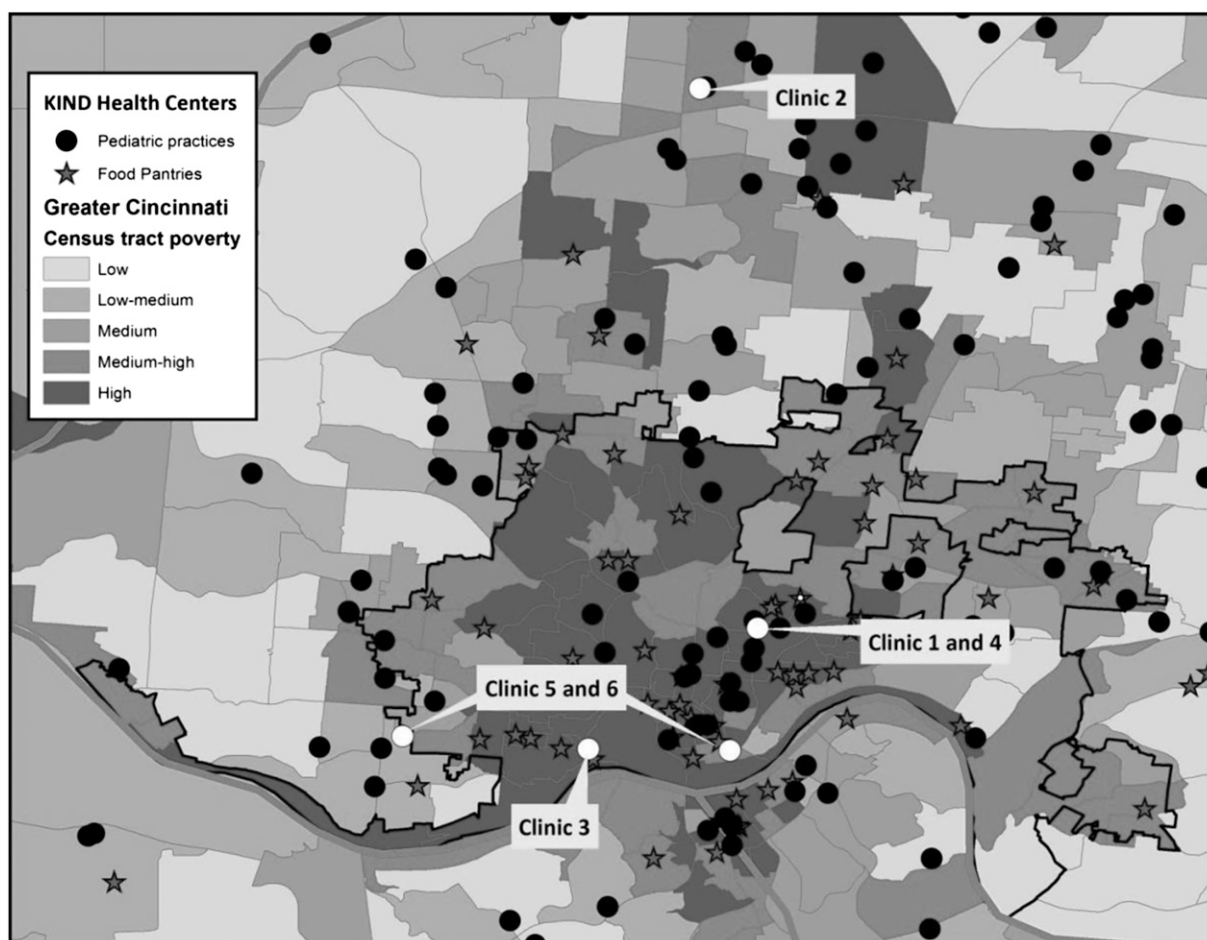 KIND Health Centers
Pediatric practices
Food Pantries
Greater Cincinnati
Census tract poverty
Low
Low-medium
Medium
Medium-high
High
Clinic 2
Clinic 1 and 4
Clinic 5 and 6
Clinic 3